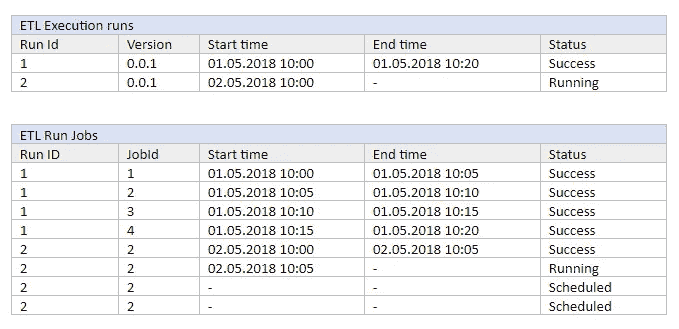 ETL Execution runs
Run Id Version Start time End time Status
1 0.0.1 01.05.2018 10:00 01.05.2018 10:20 Success
2 0.0.1 02.05.2018 10:00 - Running
ETL Run Jobs
Run ID JobId Start time End time Status
1 1 01.05.2018 10:00 01.05.2018 10:05 Success
1 2 01.05.2018 10:05 01.05.2018 10:10 Success
1 3 01.05.2018 10:10 01.05.2018 10:15 Success
1 4 01.05.2018 10:15 01.05.2018 10:20 Success
2 2 02.05.2018 10:00 02.05.2018 10:05 Success
2 2 02.05.2018 10:05 - Running
2 2 - - Scheduled
2 2 - - Scheduled